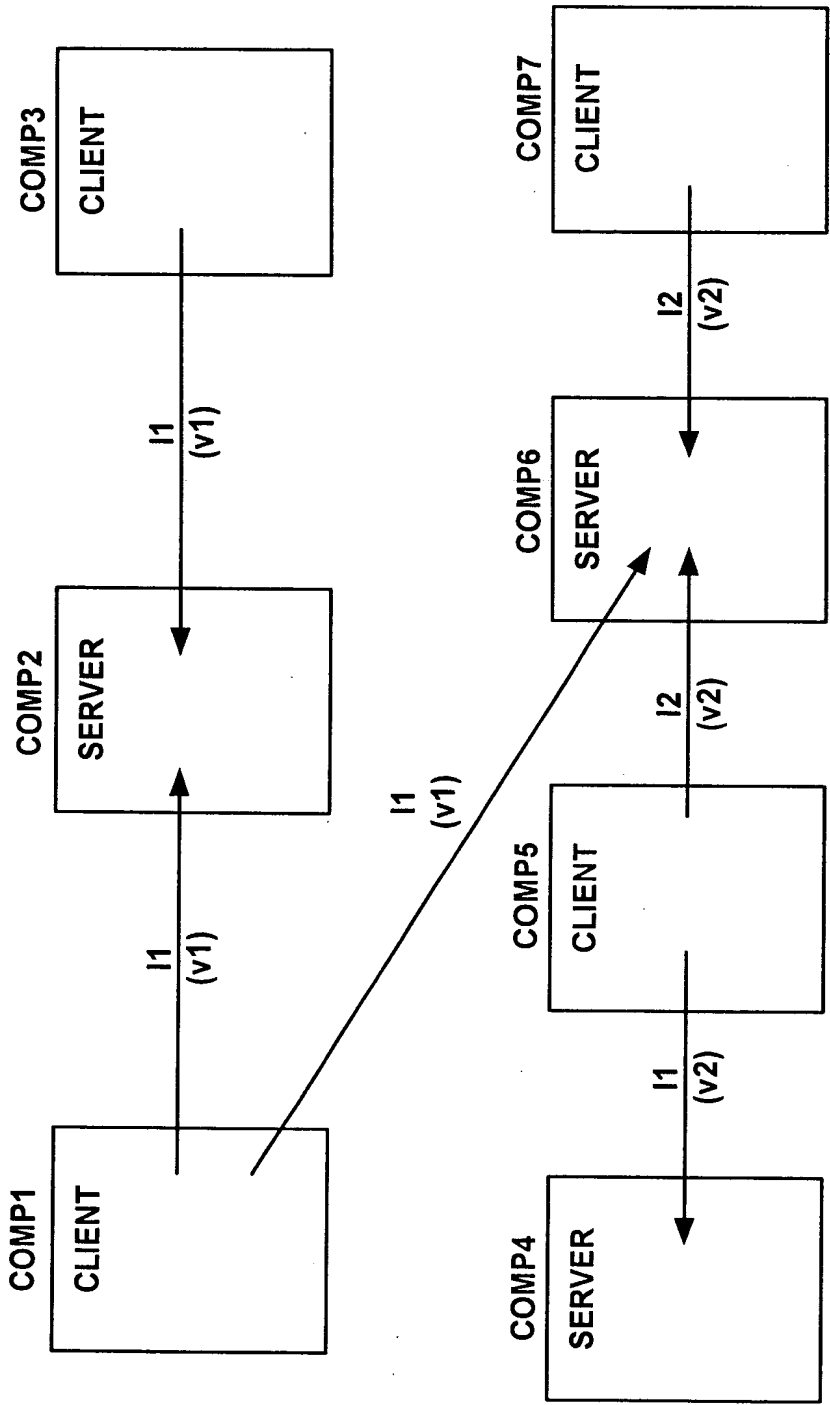 COMP1
CLIENT
I1
(v1)
COMP2
SERVER
I1
(v1)
COMP3
CLIENT
I1
(v1)
COMP4
SERVER
I1
(v2)
COMP5
CLIENT
I2
(v2)
COMP6
SERVER
I2
(v2)
COMP7
CLIENT